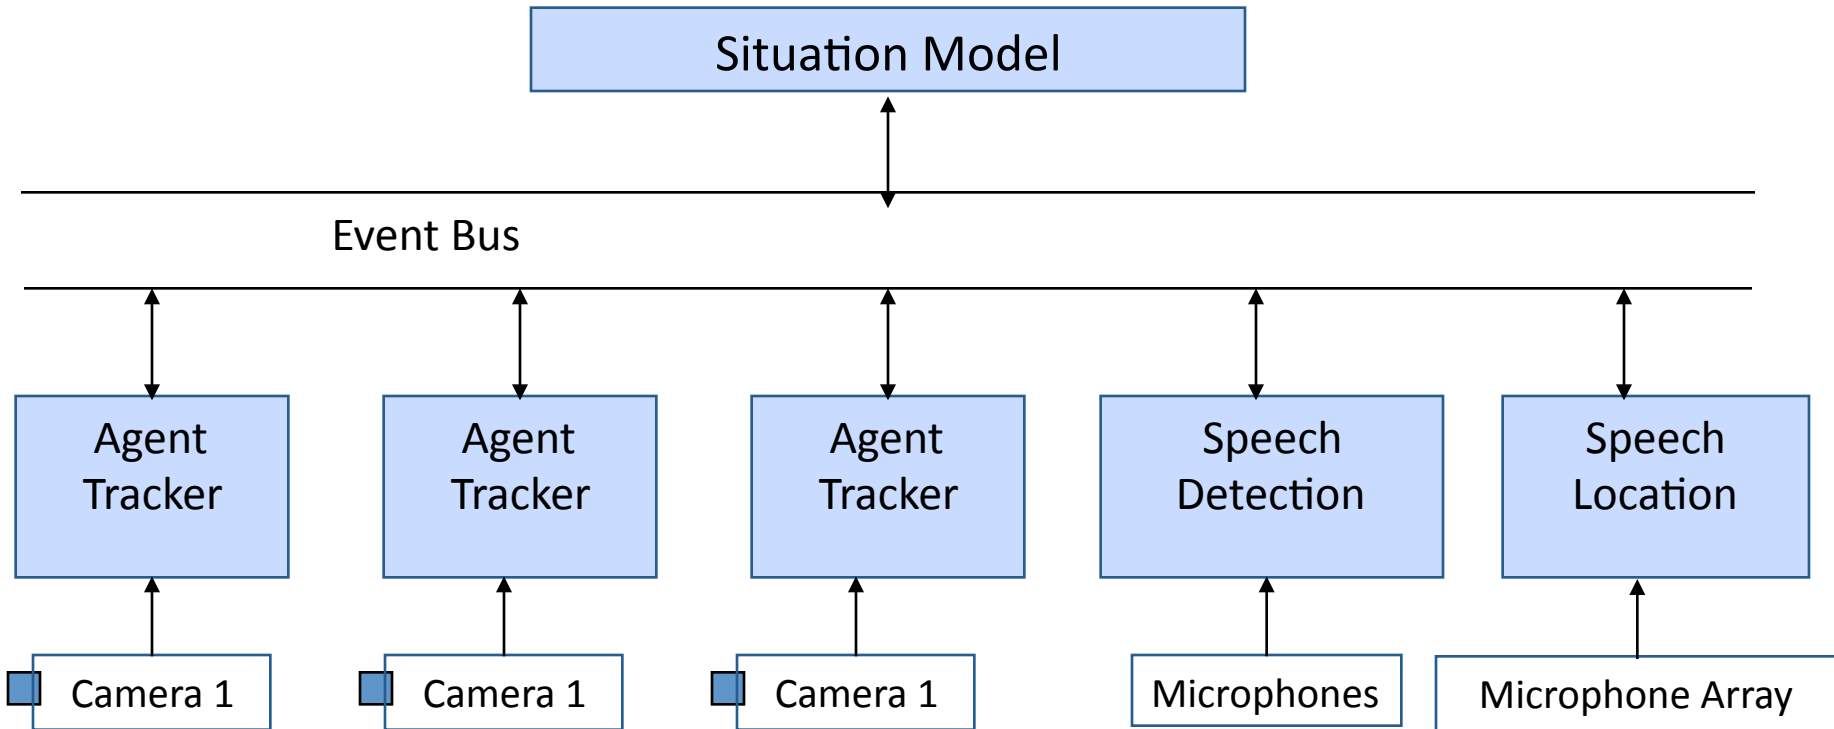 Situation Model
Event Bus
Agent
Tracker
Agent
Tracker
Agent
Tracker
Speech
Detection
Speech
Location
Camera 1
Camera 1
Camera 1
Microphones
Microphone Array